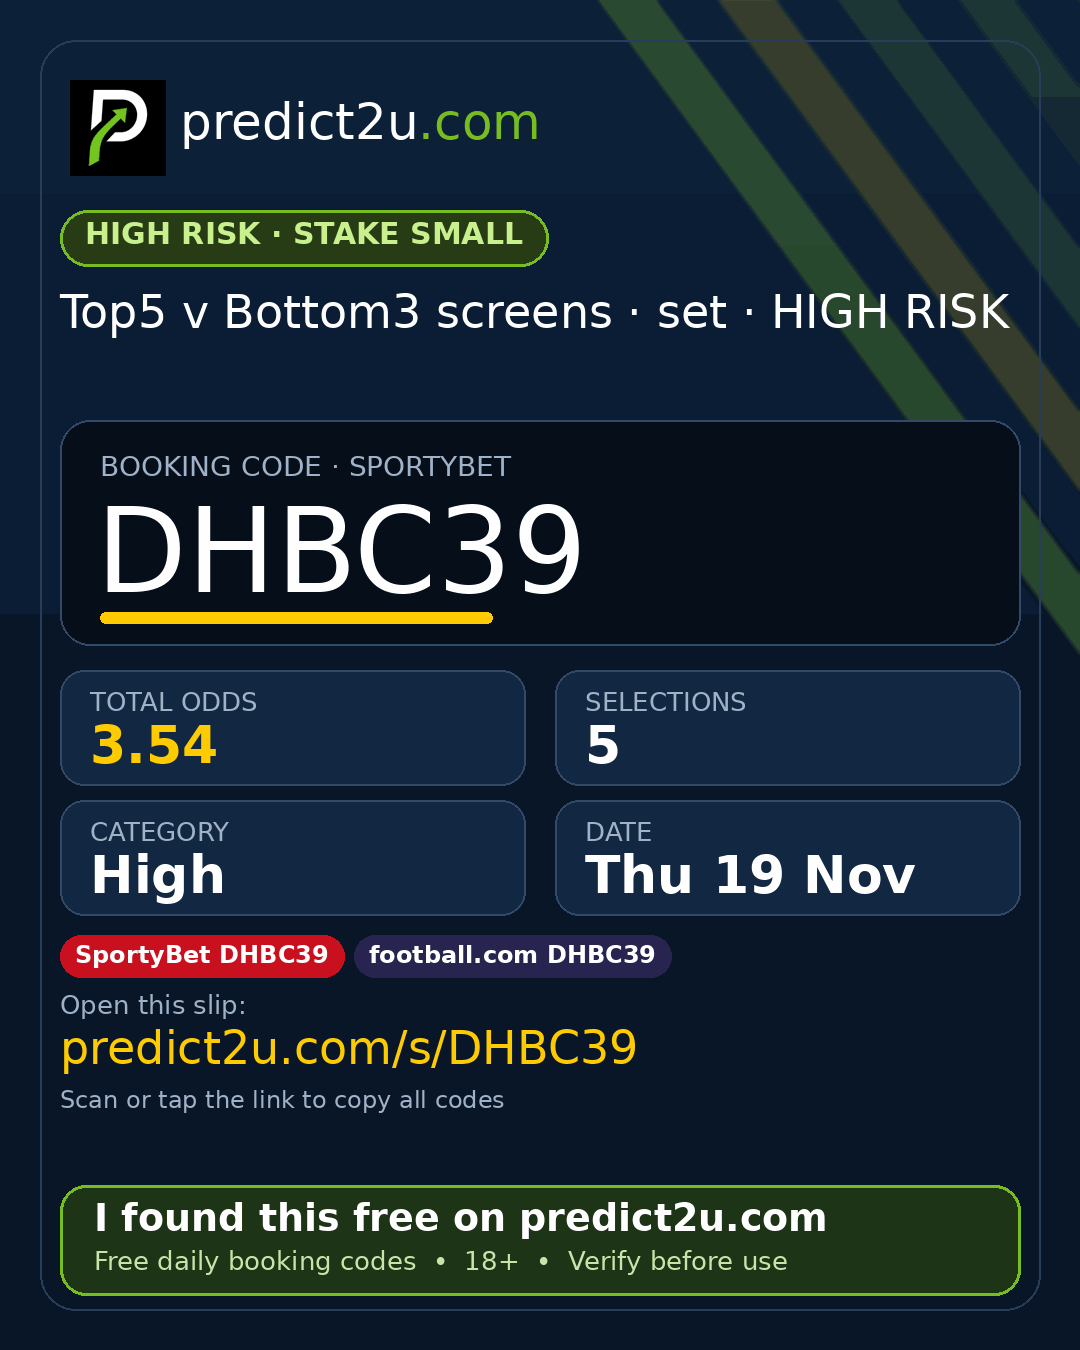 predict2u.com
HIGH RISK · STAKE SMALL
Top5 v Bottom3 screens · set · HIGH RISK
BOOKING CODE · SPORTYBET
DHBC39
TOTAL ODDS
3.54
SELECTIONS
5
CATEGORY
High
DATE
Thu 19 Nov
SportyBet DHBC39
football.com DHBC39
Open this slip:
predict2u.com/s/DHBC39
Scan or tap the link to copy all codes
I found this free on predict2u.com
Free daily booking codes • 18+ • Verify before use